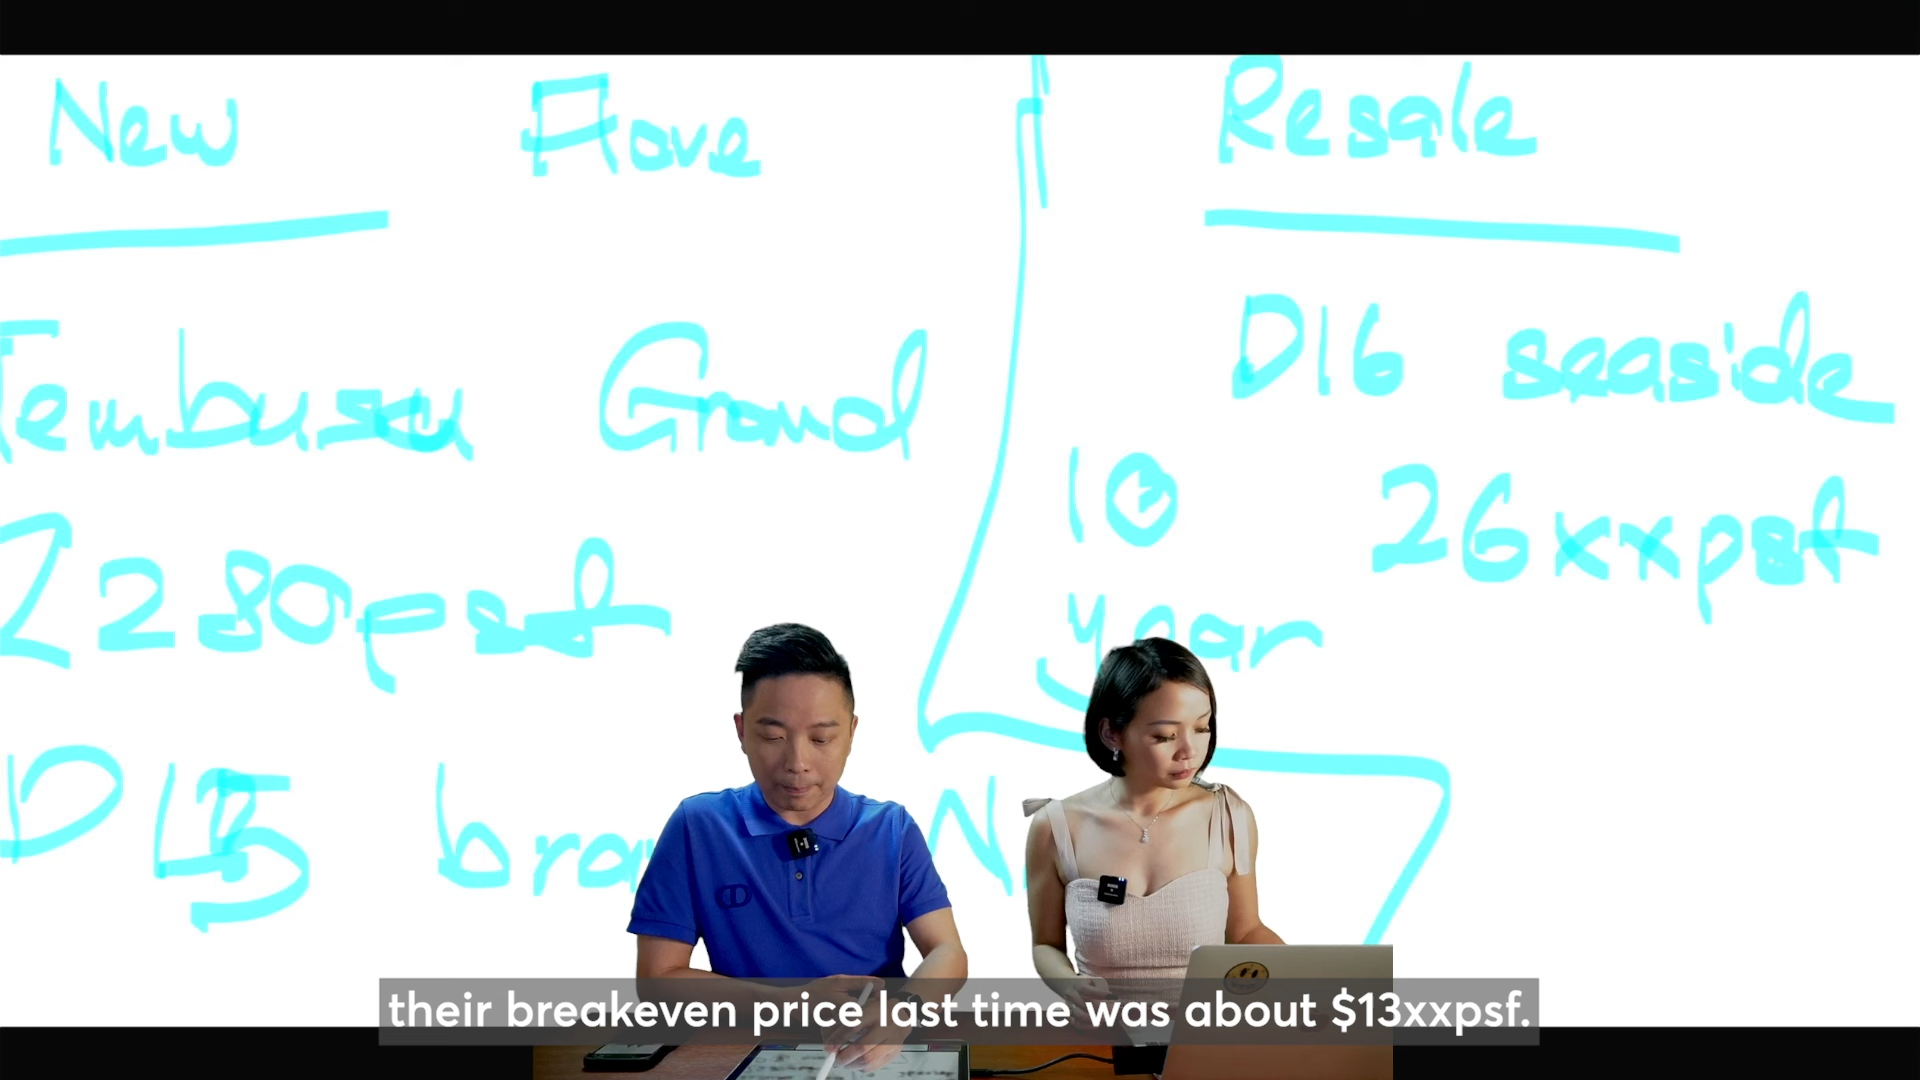 New Hove
Tembusu Grand
2280psf
D15
Resale
D16 seaside
10 26xxpsf
year
their breakeven price last time was about $13xxpsf.